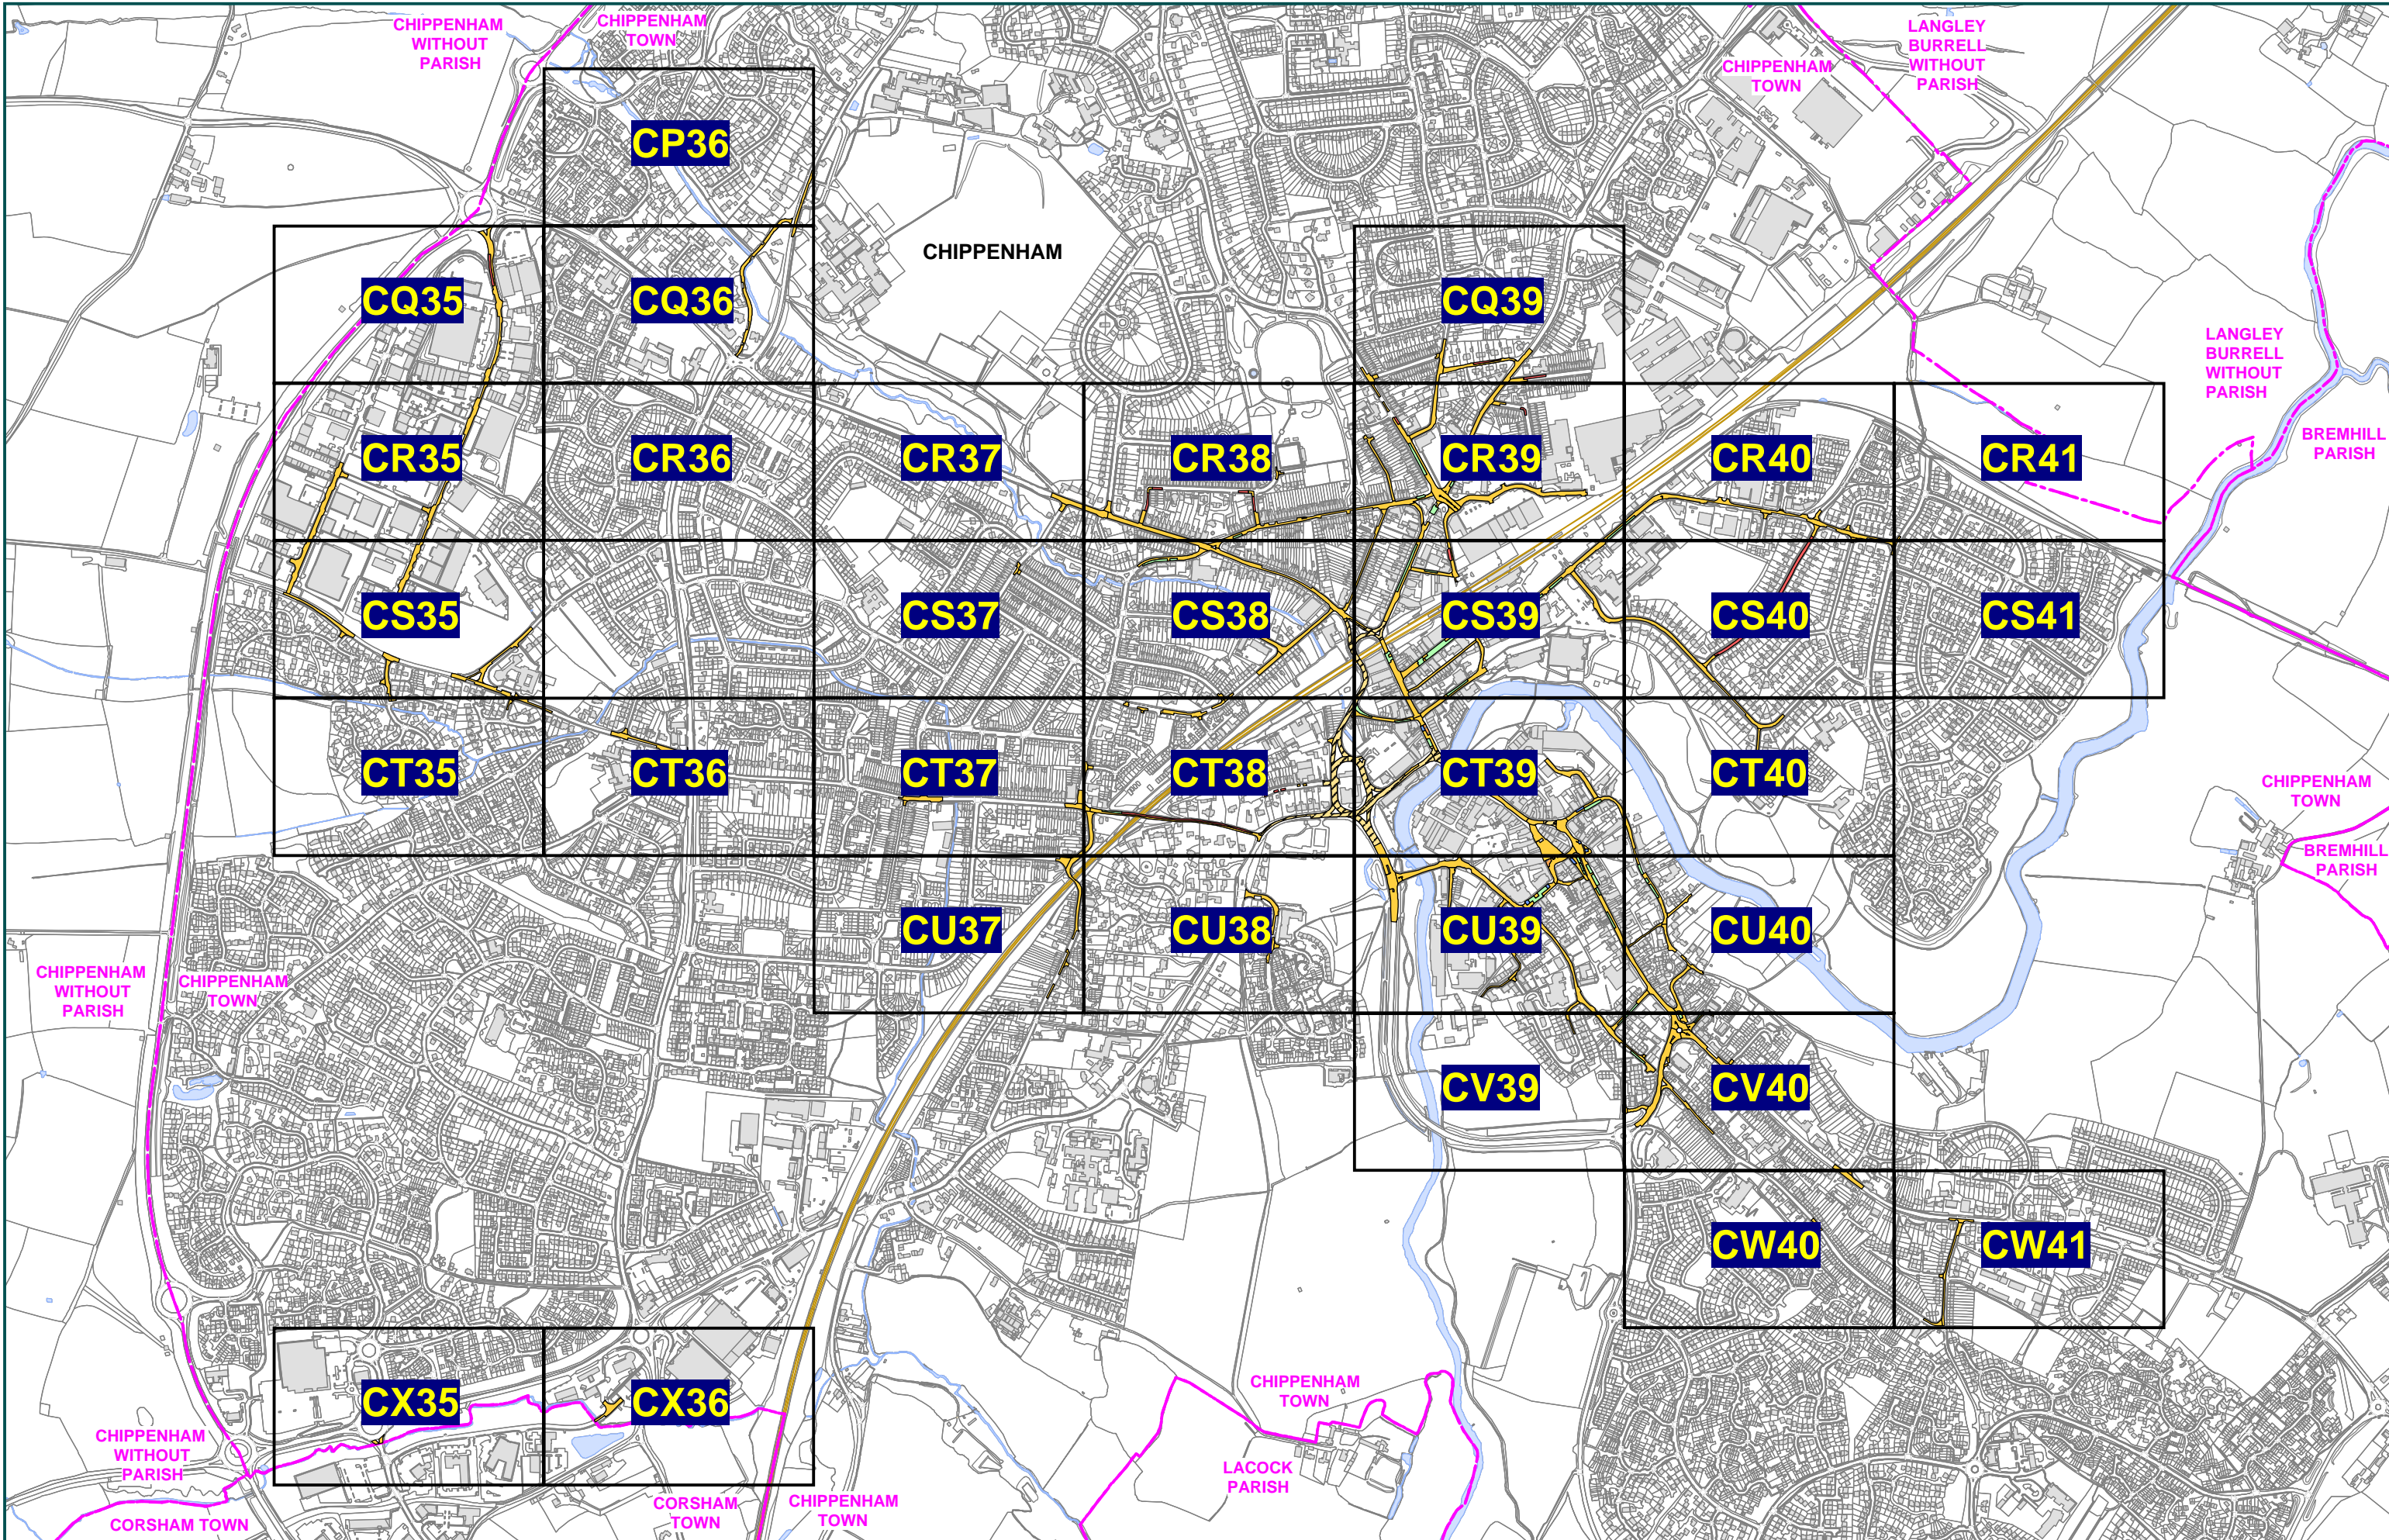 CHIPPENHAM
WITHOUT
PARISH
CHIPPENHAM
TOWN
LANGLEY
BURRELL
WITHOUT
PARISH
CHIPPENHAM
TOWN
CP36
CHIPPENHAM
CQ35
CQ36
CQ39
LANGLEY
BURRELL
WITHOUT
PARISH
BREMHILL
PARISH
CR35
CR36
CR37
CR38
CR39
CR40
CR41
CS35
CS37
CS38
CS39
CS40
CS41
CT35
CT36
CT37
CT38
CT39
CT40
CHIPPENHAM
TOWN
BREMHILL
PARISH
CU37
CU38
CU39
CU40
CHIPPENHAM
WITHOUT
PARISH
CHIPPENHAM
TOWN
CV39
CV40
CW40
CW41
CX35
CX36
CHIPPENHAM
TOWN
CHIPPENHAM
WITHOUT
PARISH
LACOCK
PARISH
CORSHAM
TOWN
CHIPPENHAM
TOWN
CORSHAM TOWN